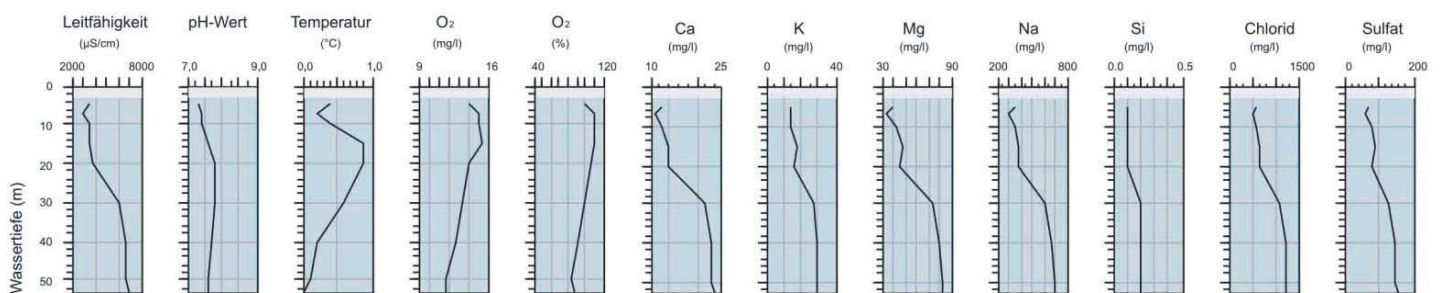 Leitfähigkeit pH-Wert Temperatur O₂ O₂ Ca K Mg Na Si Chlorid Sulfat
(µS/cm) (°C) (mg/l) (%) (mg/l) (mg/l) (mg/l) (mg/l) (mg/l) (mg/l) (mg/l)
2000 8000 7,0 9,0 0,0 1,0 9 16 40 120 10 25 0 40 30 90 200 800 0.0 0.5 0 1500 0 200
0
10
20
30
40
50
Wassertiefe (m)